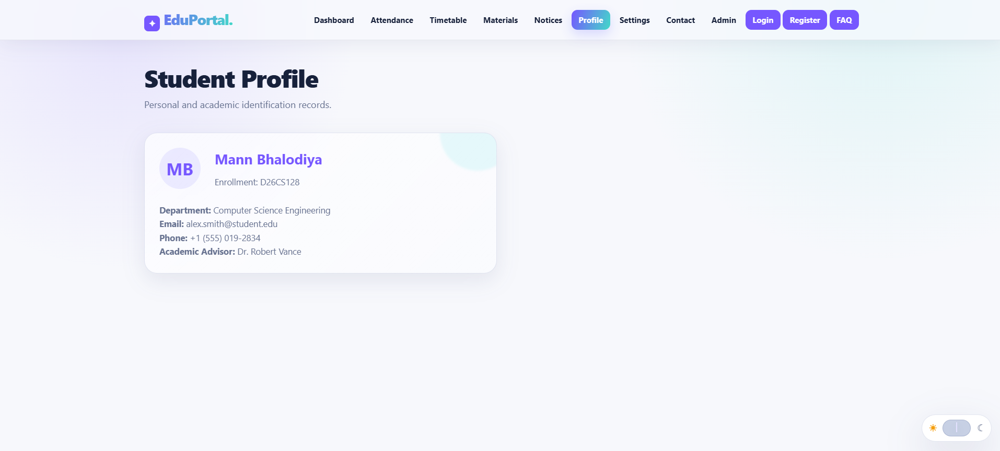 EduPortal.
Dashboard Attendance Timetable Materials Notices Profile Settings Contact Admin Login Register FAQ
Student Profile
Personal and academic identification records.
MB
Mann Bhalodiya
Enrollment: D26CS128
Department: Computer Science Engineering
Email: alex.smith@student.edu
Phone: +1 (555) 019-2834
Academic Advisor: Dr. Robert Vance